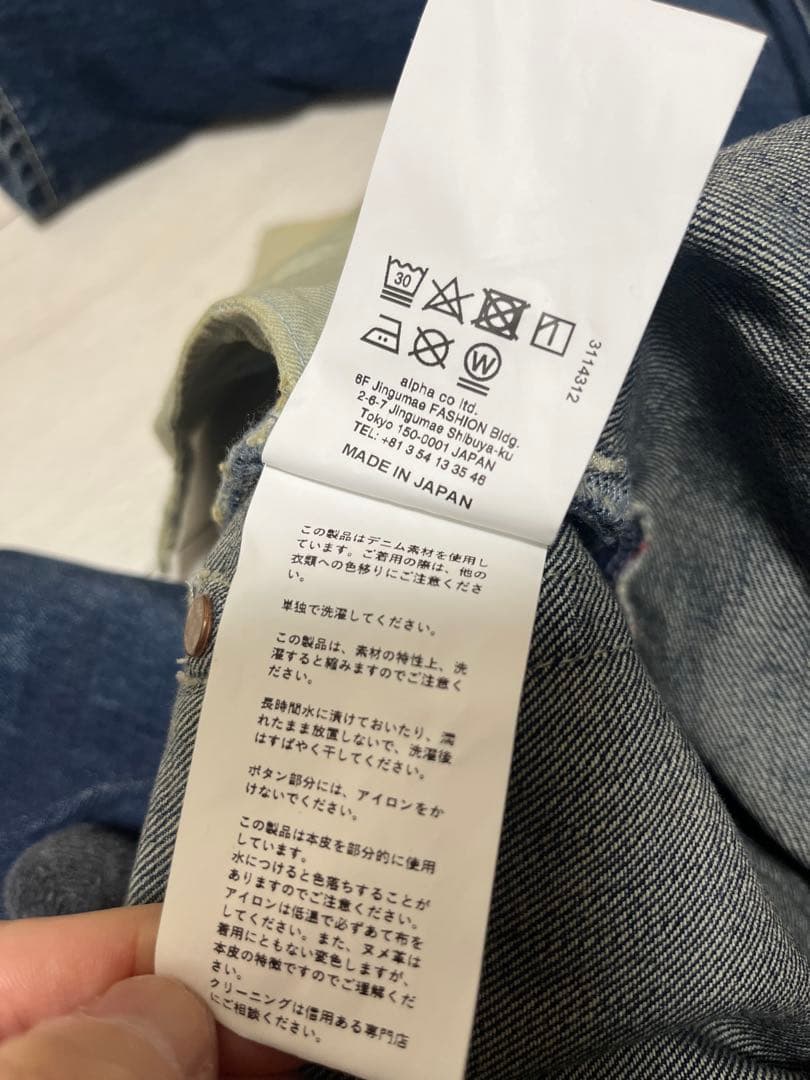 30
W
3114312
alpha co ltd.
6F Jingumae FASHION Bldg.
2-6-7 Jingumae Shibuya-ku
Tokyo 150-0001 JAPAN
TEL: +81 3 54 13 35 46
MADE IN JAPAN
この製品はデニム素材を使用し
ています。ご着用の際は、他の
衣類への色移りにご注意くださ
い。
単独で洗濯してください。
この製品は、素材の特性上、洗
濯すると縮みますのでご注意く
ださい。
長時間水に漬けておいたり、濡
れたまま放置しないで、洗濯後
はすばやく干してください。
ボタン部分には、アイロンをか
けないでください。
この製品は本皮を部分的に使用
しています。
水につけると色落ちすることが
ありますのでご注意ください。
アイロンは低温で必ずあて布を
してください。また、ヌメ革は
着用にともない変色しますが、
本皮の特徴ですのでご理解くだ
さい。
クリーニングは信用ある専門店
にご相談ください。